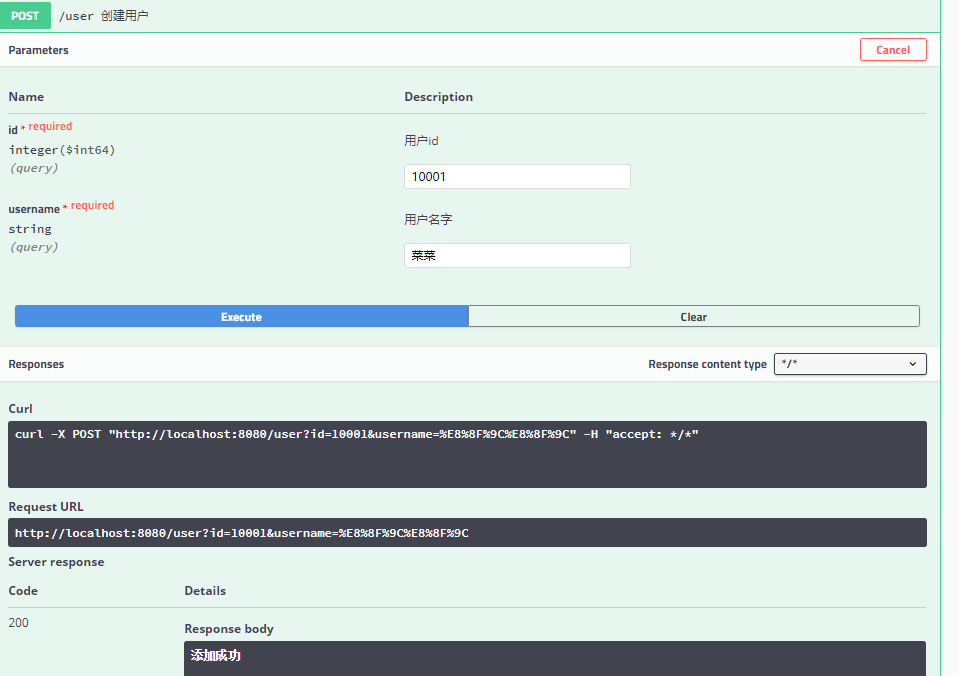 POST /user 创建用户
Parameters Cancel
Name Description
id * required
integer($int64)
(query)
用户id
10001
username * required
string
(query)
用户名字
菜菜
Execute Clear
Responses Response content type */*
Curl
curl -X POST "http://localhost:8080/user?id=10001&username=%E8%8F%9C%E8%8F%9C" -H "accept: */*"
Request URL
http://localhost:8080/user?id=10001&username=%E8%8F%9C%E8%8F%9C
Server response
Code Details
200
Response body
添加成功